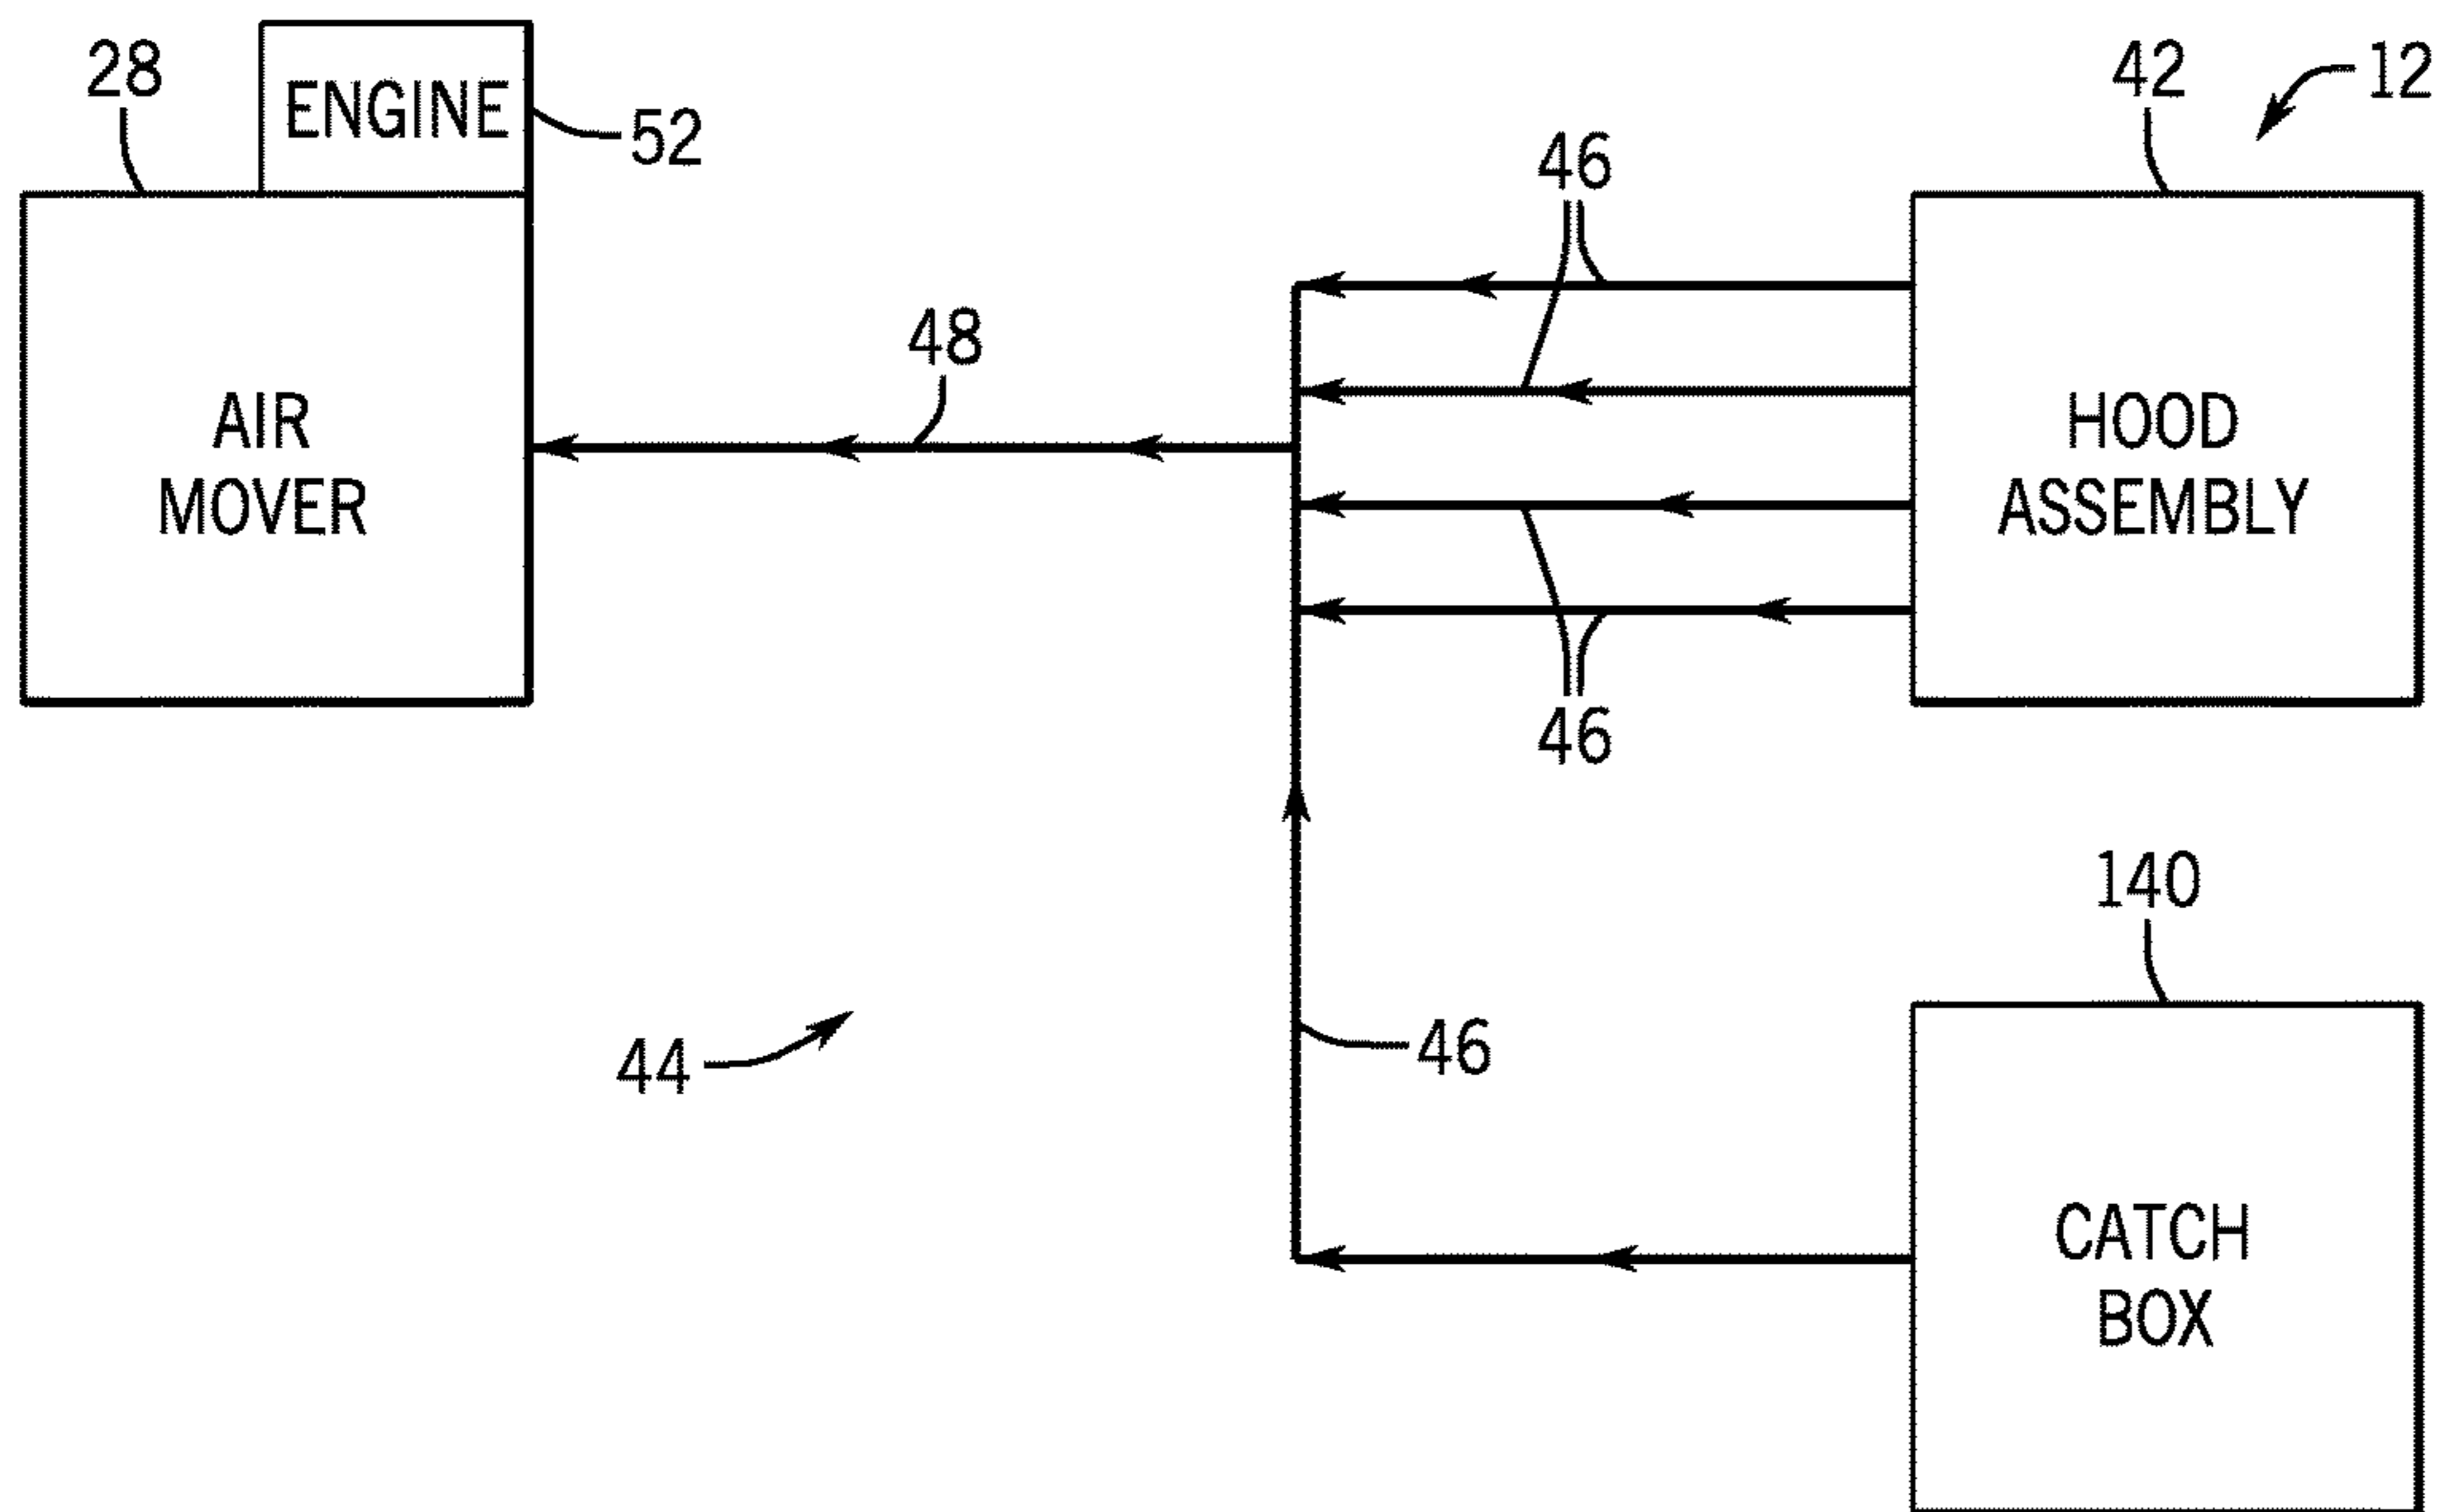 28
ENGINE
52
42
12
46
48
AIR
MOVER
HOOD
ASSEMBLY
46
140
44
46
CATCH
BOX